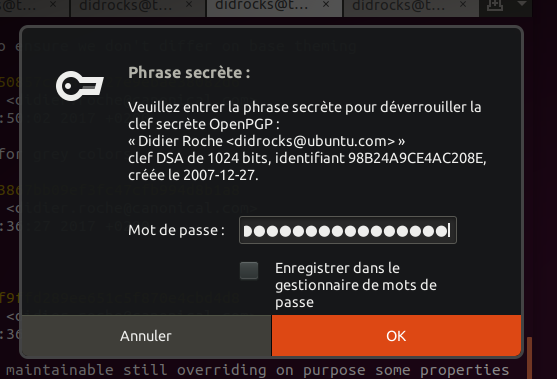 didrocks@t...
didrocks@t...
Phrase secrète :
Veuillez entrer la phrase secrète pour déverrouiller la
clef secrète OpenPGP :
« Didier Roche <didrocks@ubuntu.com> »
clef DSA de 1024 bits, identifiant 98B24A9CE4AC208E,
créée le 2007-12-27.
Mot de passe :
Enregistrer dans le
gestionnaire de mots de
passe
Annuler
OK
maintainable still overriding on purpose some properties